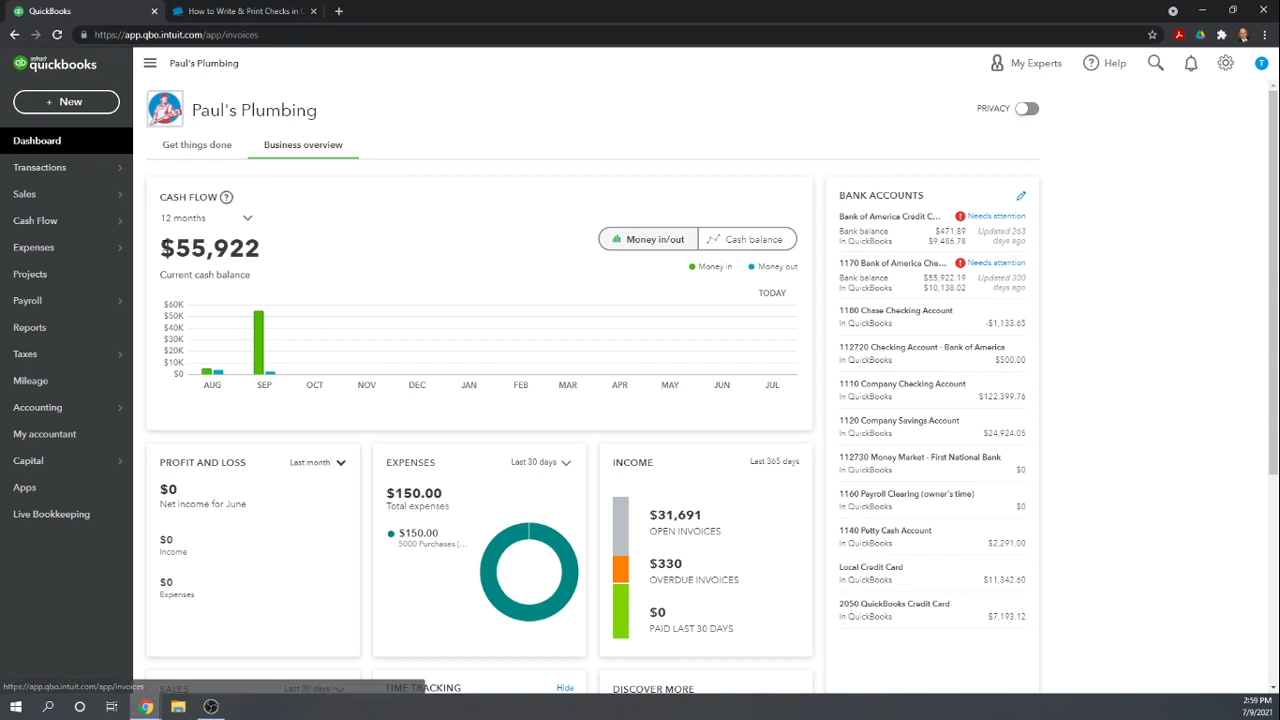 QuickBooks
How to Write & Print Checks in
https://app.qbo.intuit.com/app/invoices
intuit quickbooks
+ New
Dashboard
Transactions
Sales
Cash Flow
Expenses
Projects
Payroll
Reports
Taxes
Mileage
Accounting
My accountant
Capital
Apps
Live Bookkeeping
https://app.qbo.intuit.com/app/invoices
Paul's Plumbing
My Experts
Help
T
Paul's Plumbing
PRIVACY
Get things done
Business overview
CASH FLOW
12 months
$55,922
Current cash balance
Money in/out
Cash balance
Money in
Money out
TODAY
$60K
$50K
$40K
$30K
$20K
$10K
$0
AUG SEP OCT NOV DEC JAN FEB MAR APR MAY JUN JUL
PROFIT AND LOSS
Last month
$0
Net income for June
$0
Income
$0
Expenses
EXPENSES
Last 30 days
$150.00
Total expenses
$150.00
5000 Purchases (...
INCOME
Last 365 days
$31,691
OPEN INVOICES
$330
OVERDUE INVOICES
$0
PAID LAST 30 DAYS
SALES
Last 30 days
TIME TRACKING
Hide
DISCOVER MORE
BANK ACCOUNTS
Bank of America Credit C... Needs attention
Bank balance $471.89 Updated 263
In QuickBooks $9,486.78 days ago
1170 Bank of America Che... Needs attention
Bank balance $55,922.19 Updated 300
In QuickBooks $10,138.02 days ago
1180 Chase Checking Account
In QuickBooks -$1,133.65
112720 Checking Account - Bank of America
In QuickBooks $500.00
1110 Company Checking Account
In QuickBooks $122,399.76
1120 Company Savings Account
In QuickBooks $24,924.05
112730 Money Market - First National Bank
In QuickBooks $0
1160 Payroll Clearing (owner's time)
In QuickBooks $0
1140 Petty Cash Account
In QuickBooks $2,291.00
Local Credit Card
In QuickBooks $11,342.60
2050 QuickBooks Credit Card
In QuickBooks $7,193.12
2:59 PM
7/9/2021